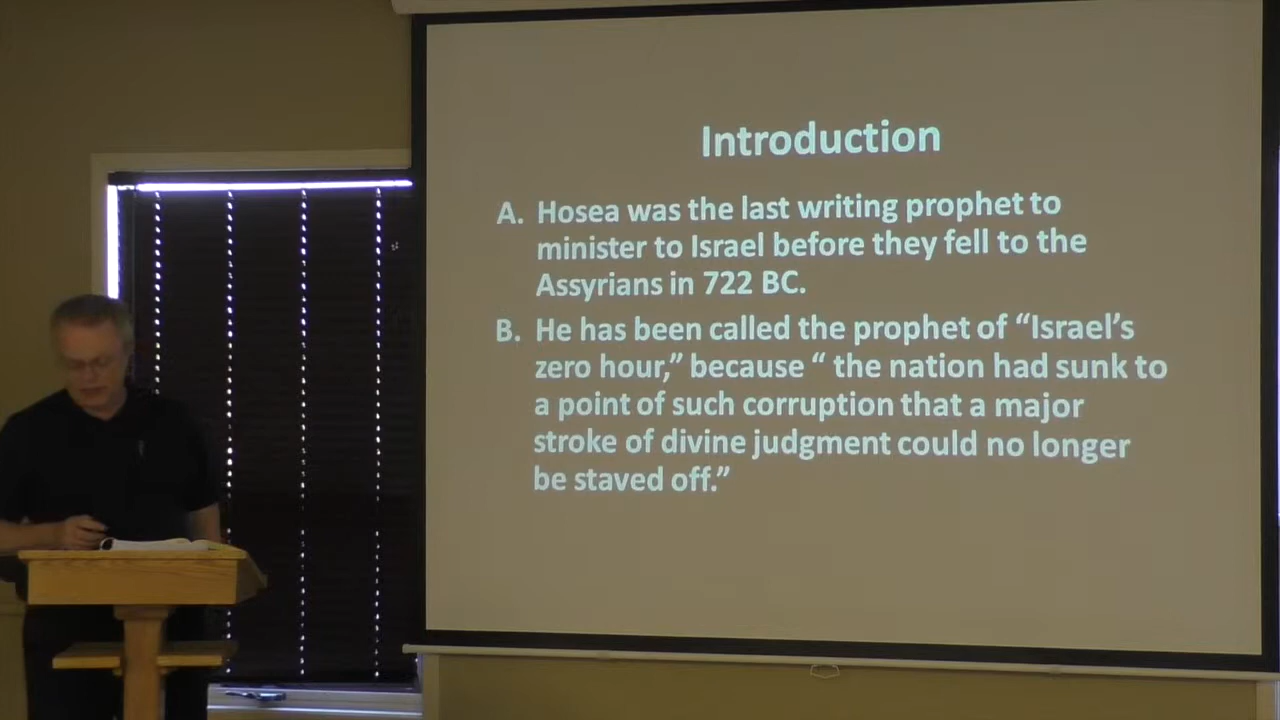 Introduction
A. Hosea was the last writing prophet to
minister to Israel before they fell to the
Assyrians in 722 BC.
B. He has been called the prophet of “Israel’s
zero hour,” because “ the nation had sunk to
a point of such corruption that a major
stroke of divine judgment could no longer
be staved off.”